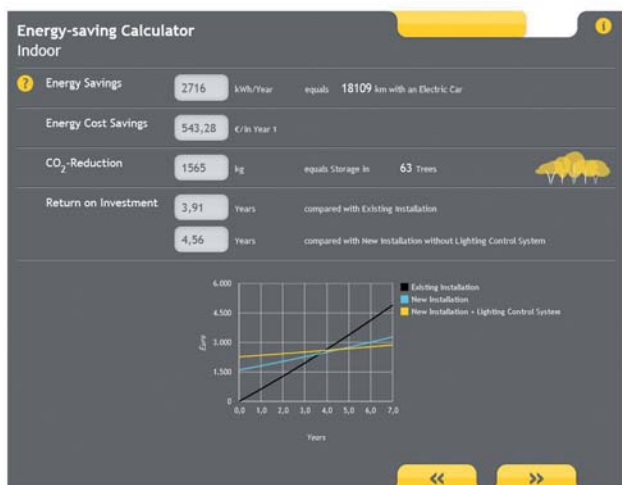 Energy-saving Calculator
Indoor
i
? Energy Savings 2716 kWh/Year equals 18109 km with an Electric Car
Energy Cost Savings 543,28 €/in Year 1
CO2-Reduction 1565 kg equals Storage in 63 Trees
Return on Investment 3,91 Years compared with Existing Installation
4,56 Years compared with New Installation without Lighting Control System
6.000
4.500
3.000
1.500
0
Euro
0,0 1,0 2,0 3,0 4,0 5,0 6,0 7,0
Years
Existing Installation
New Installation
New Installation + Lighting Control System
« »